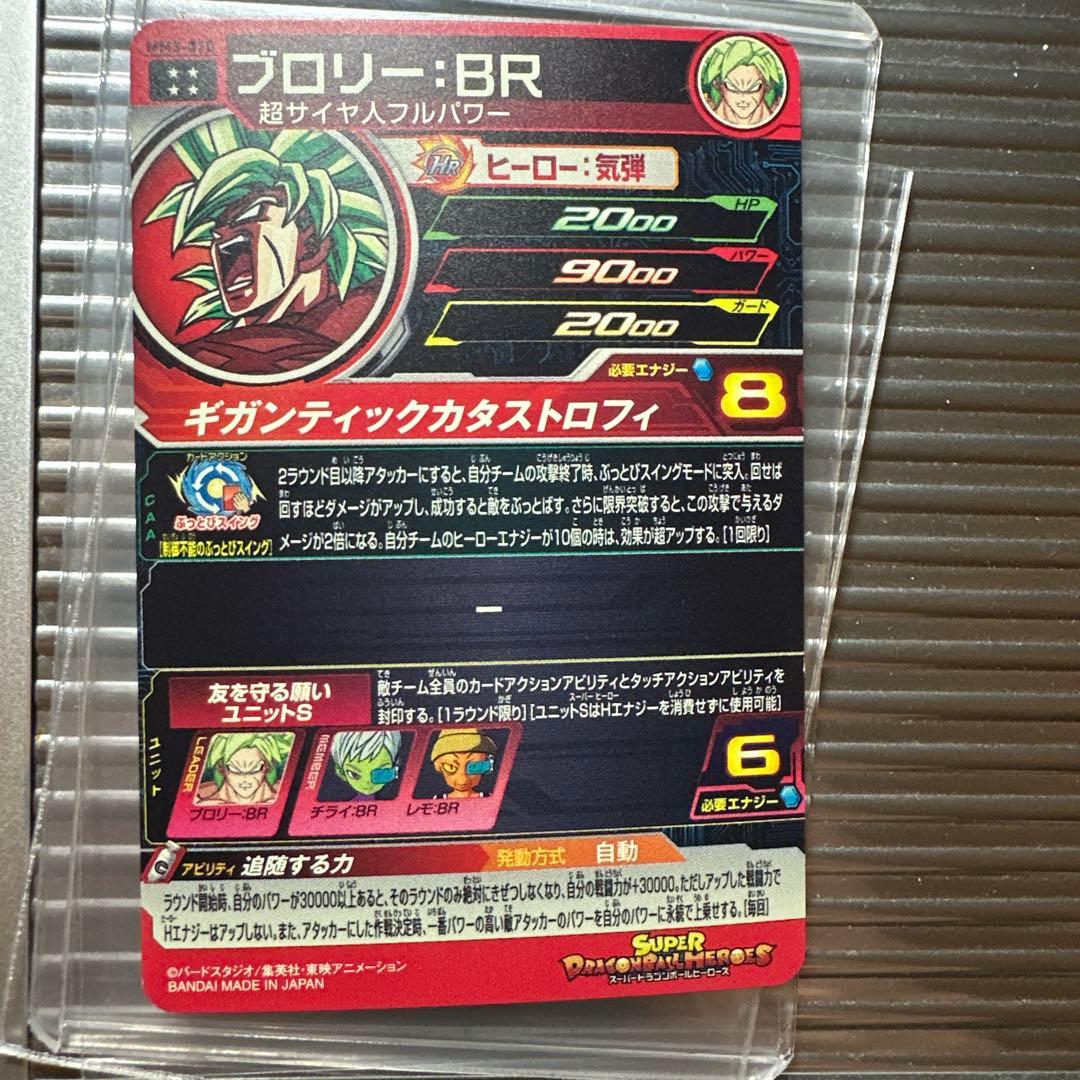 ブロリー：BR
超サイヤ人フルパワー
HR ヒーロー：気弾
HP
2000
パワー
9000
ガード
2000
必要エナジー
8
ギガンティックカタストロフィ
CAA
カードアクション
ぶっとびスイング
[制御不能のぶっとびスイング]
2ラウンド目以降アタッカーにすると、自分チームの攻撃終了時、ぶっとびスイングモードに突入。回せば
回すほどダメージがアップし、成功すると敵をぶっとばす。さらに限界突破すると、この攻撃で与えるダ
メージが2倍になる。自分チームのヒーローエナジーが10個の時は、効果が超アップする。[1回限り]
ー
ユニット
友を守る願い
ユニットS
敵チーム全員のカードアクションアビリティとタッチアクションアビリティを
封印する。[1ラウンド限り][ユニットSはHエナジーを消費せずに使用可能]
LEADER
ブロリー:BR
MEMBER
チライ:BR
レモ:BR
6
必要エナジー
アビリティ 追随する力
発動方式 自動
ラウンド開始時、自分のパワーが30000以上あると、そのラウンドのみ絶対にきぜつしなくなり、自分の戦闘力が+30000。ただしアップした戦闘力で
Hエナジーはアップしない。また、アタッカーにした作戦決定時、一番パワーの高い敵アタッカーのパワーを自分のパワーに永続で上乗せする。[毎回]
©バードスタジオ/集英社・東映アニメーション
BANDAI MADE IN JAPAN
SUPER
DRAGONBALL HEROES
スーパードラゴンボールヒーローズ